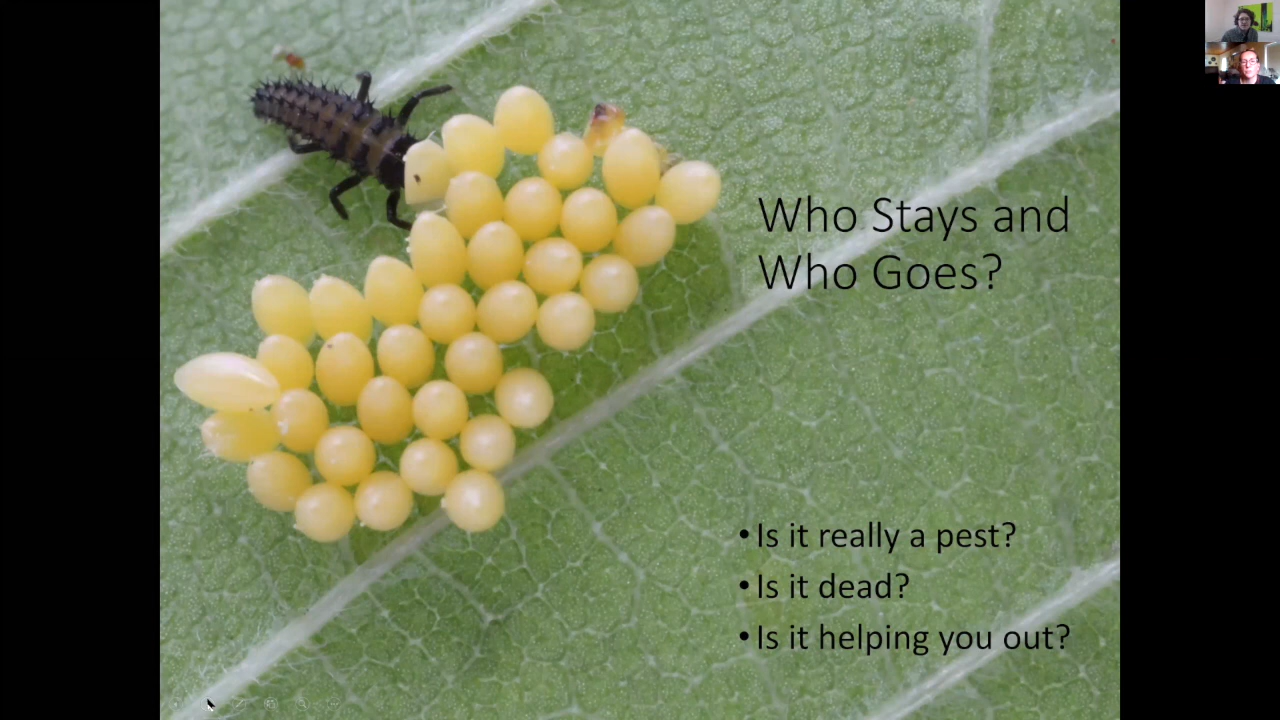 Who Stays and
Who Goes?
• Is it really a pest?
• Is it dead?
• Is it helping you out?